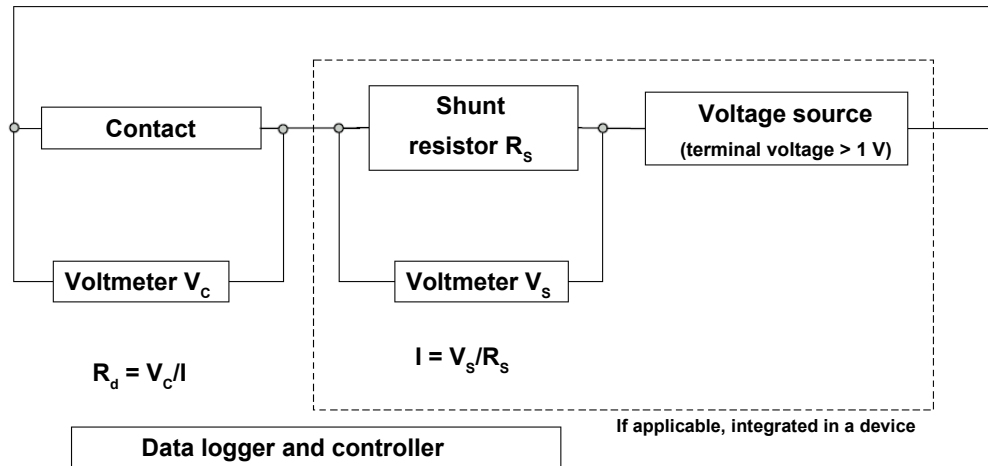 Contact
Shunt
resistor R_S
Voltage source
(terminal voltage > 1 V)
Voltmeter V_C
Voltmeter V_S
R_d = V_C/I
I = V_S/R_S
If applicable, integrated in a device
Data logger and controller